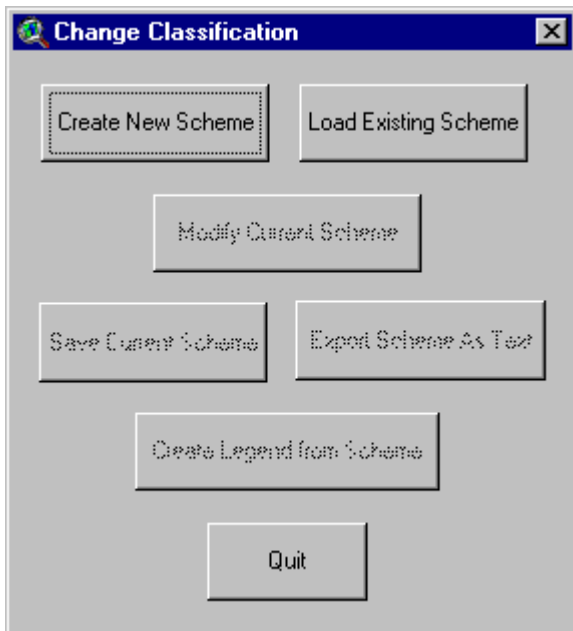 Change Classification
Create New Scheme
Load Existing Scheme
Modify Current Scheme
Save Current Scheme
Export Scheme As Text
Create Legend from Scheme
Quit